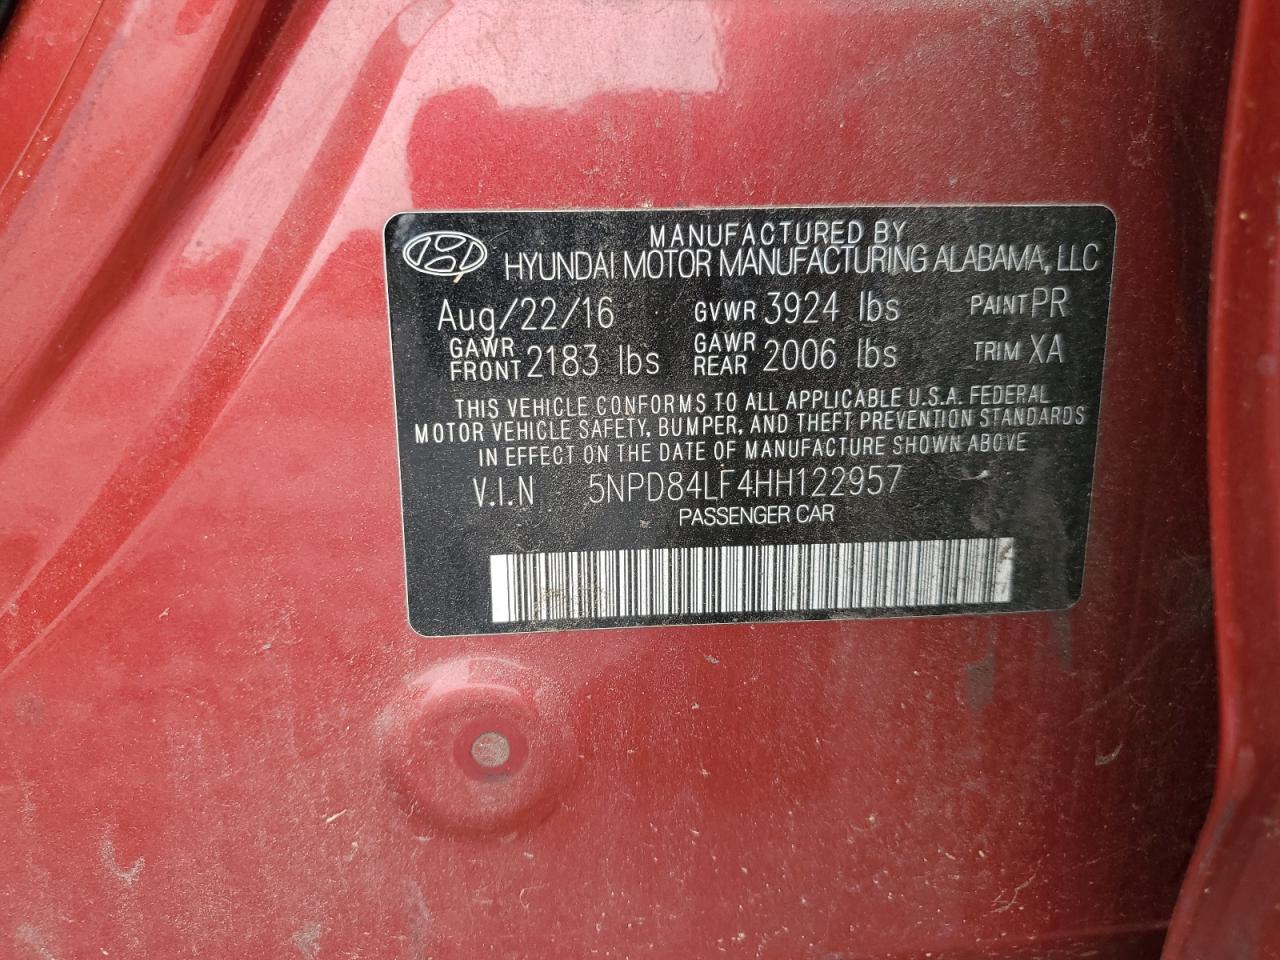 MANUFACTURED BY
HYUNDAI MOTOR MANUFACTURING ALABAMA, LLC
Aug/22/16 GVWR 3924 lbs PAINT PR
GAWR FRONT 2183 lbs GAWR REAR 2006 lbs TRIM XA
THIS VEHICLE CONFORMS TO ALL APPLICABLE U.S.A. FEDERAL
MOTOR VEHICLE SAFETY, BUMPER, AND THEFT PREVENTION STANDARDS
IN EFFECT ON THE DATE OF MANUFACTURE SHOWN ABOVE
V.I.N 5NPD84LF4HH122957
PASSENGER CAR